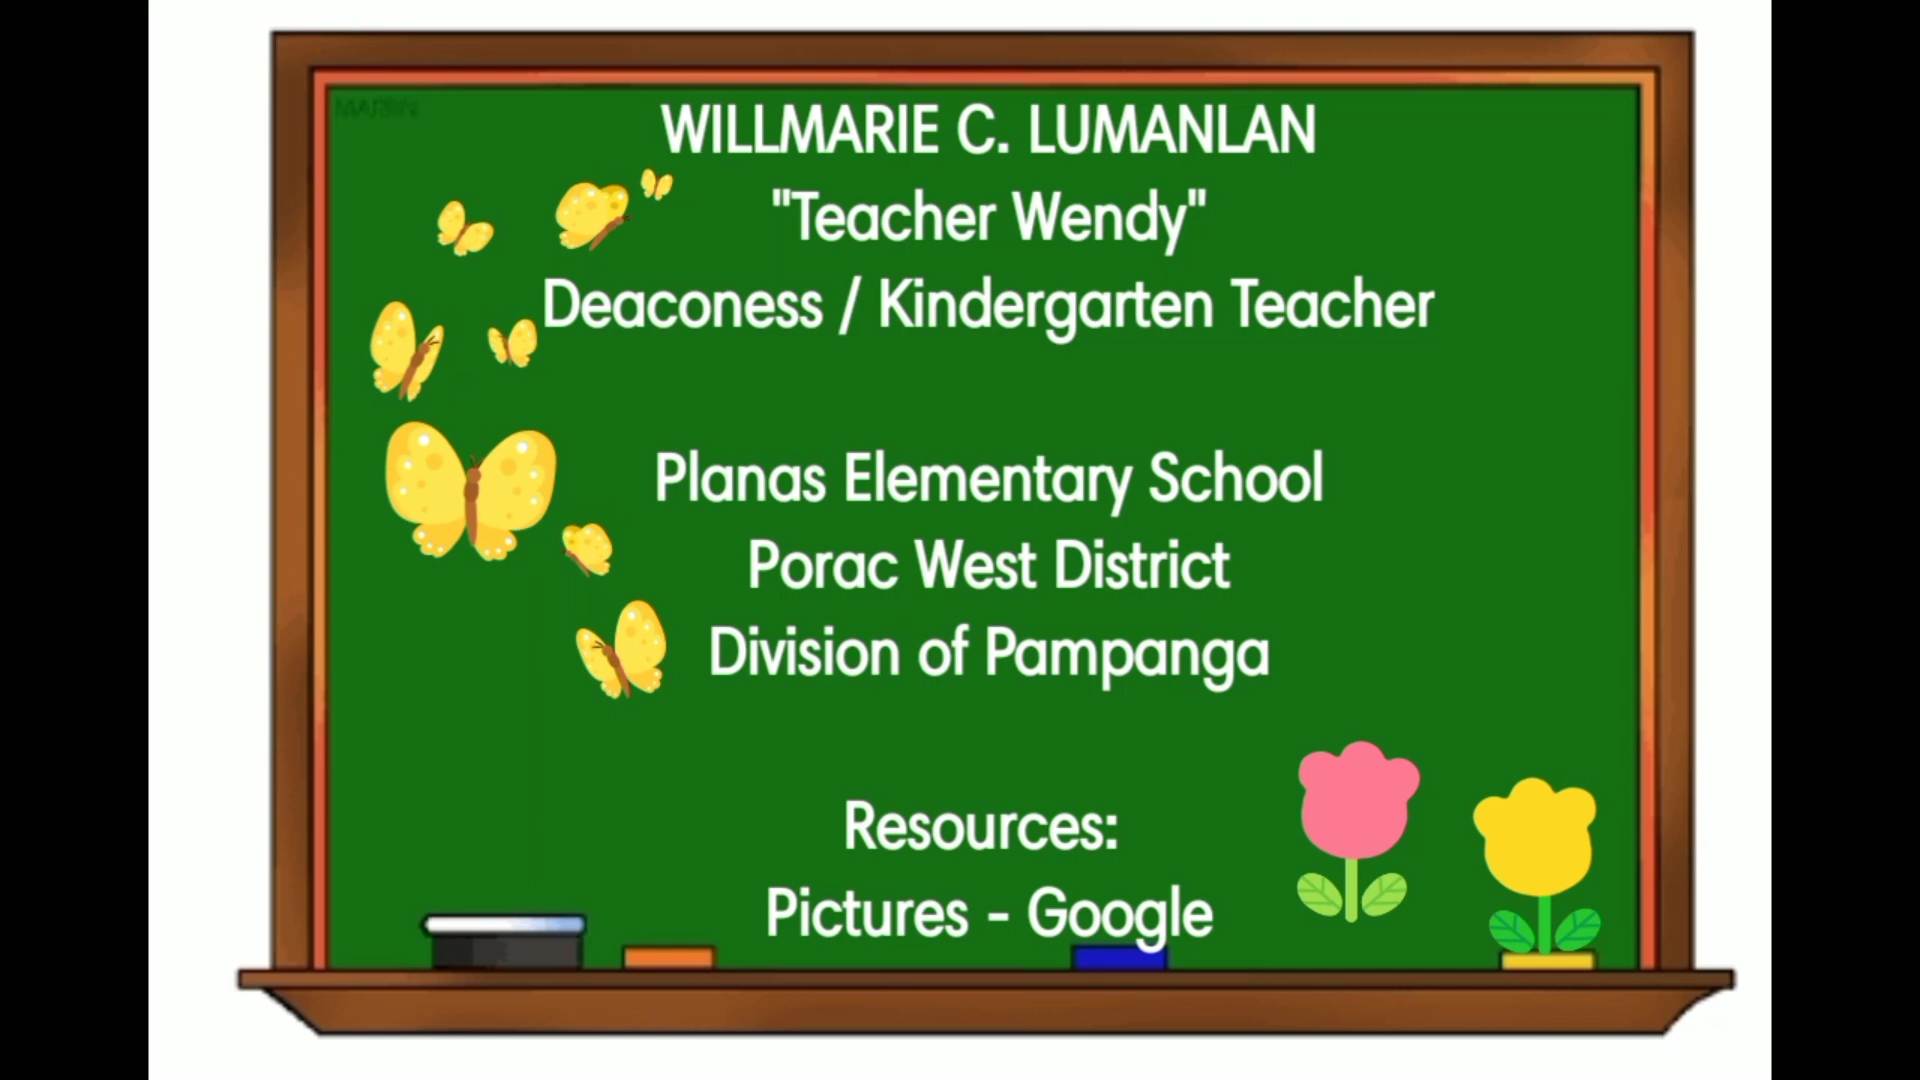 WILLMARIE C. LUMANLAN
"Teacher Wendy"
Deaconess / Kindergarten Teacher
Planas Elementary School
Porac West District
Division of Pampanga
Resources:
Pictures - Google